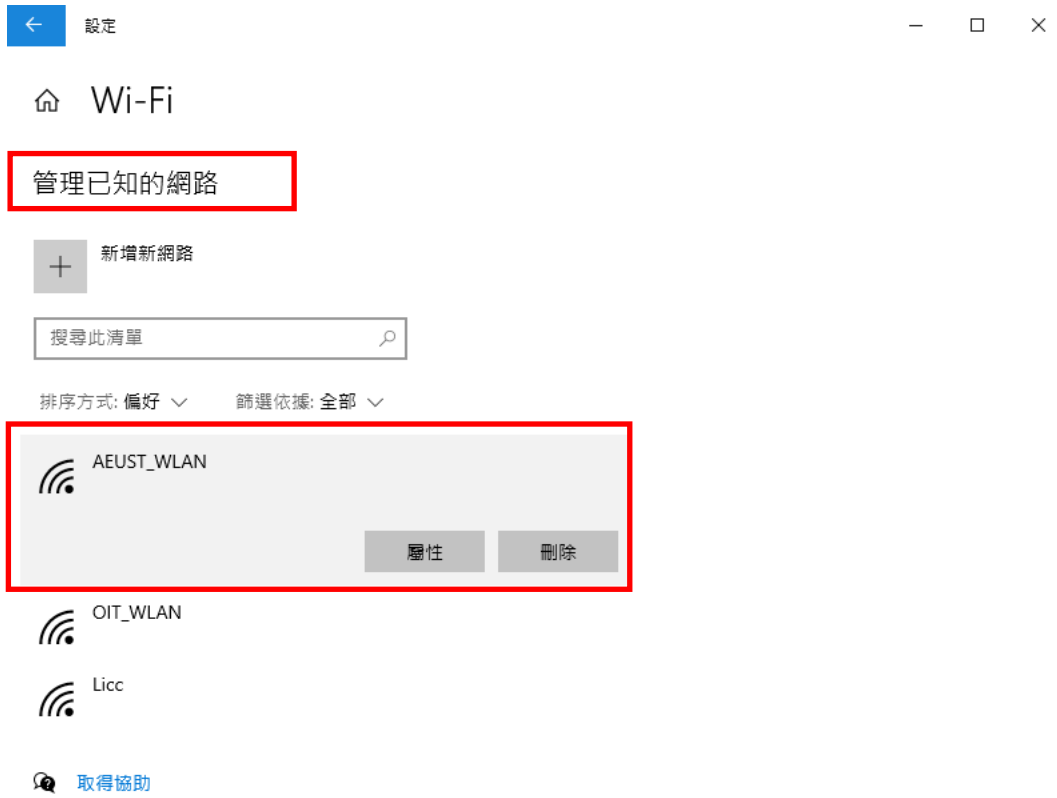 設定
Wi-Fi
管理已知的網路
新增新網路
搜尋此清單
排序方式: 偏好 篩選依據: 全部
AEUST_WLAN
屬性 刪除
OIT_WLAN
Licc
取得協助